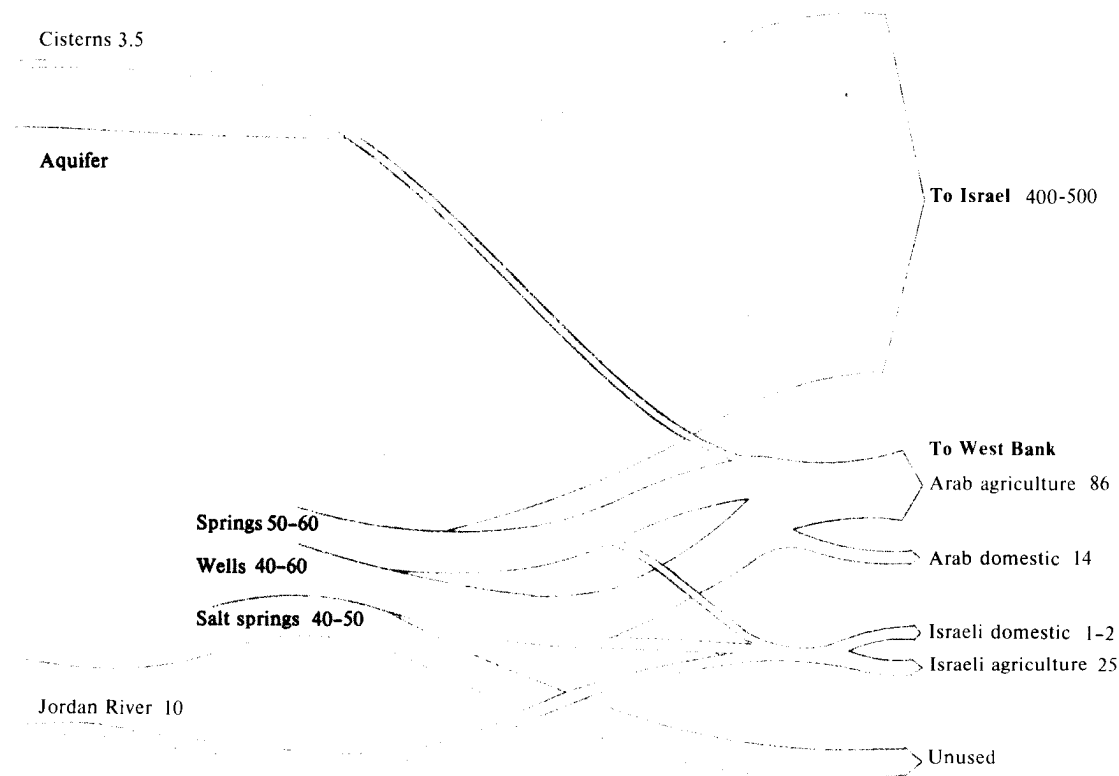 Cisterns 3.5
Aquifer
To Israel 400-500
To West Bank
Arab agriculture 86
Springs 50-60
Wells 40-60
Arab domestic 14
Salt springs 40-50
Israeli domestic 1-2
Israeli agriculture 25
Jordan River 10
Unused